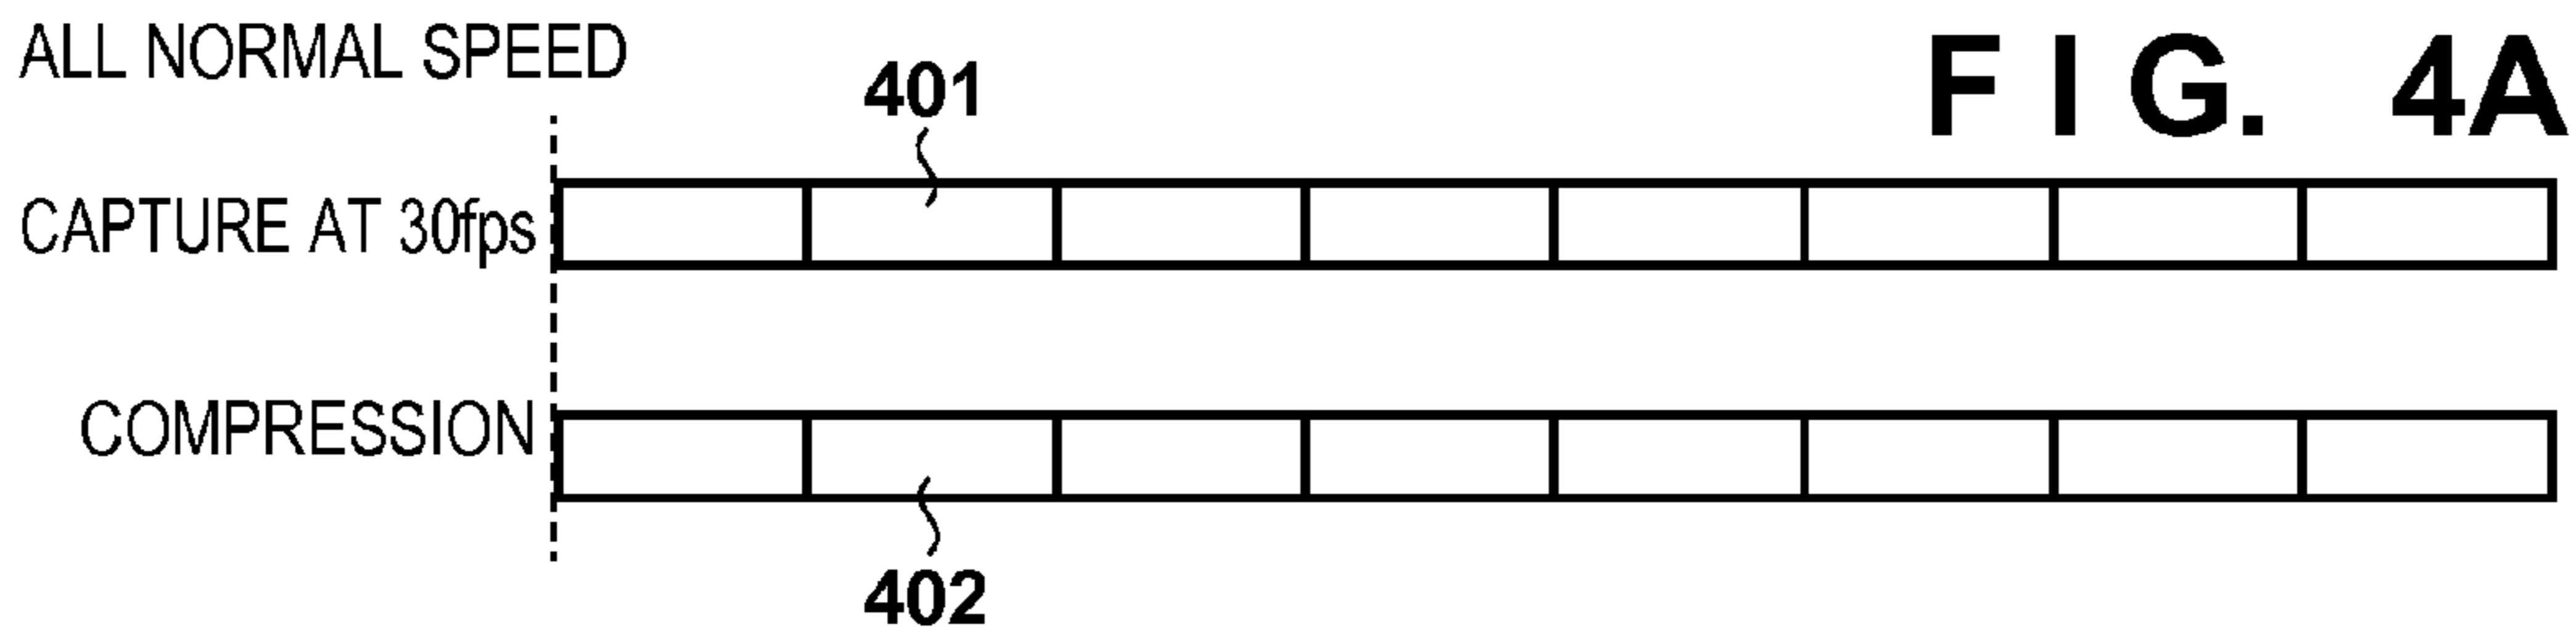 ALL NORMAL SPEED
FIG. 4A
401
CAPTURE AT 30fps
COMPRESSION
402